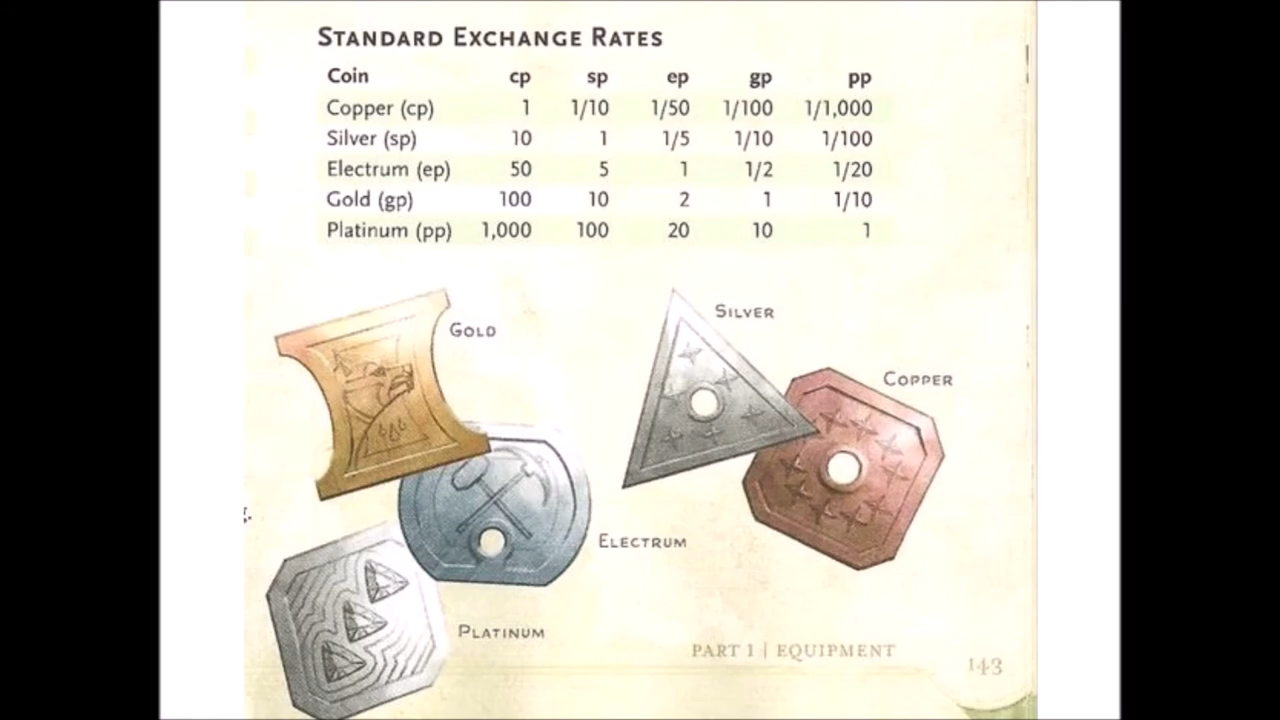 STANDARD EXCHANGE RATES
Coin cp sp ep gp pp
Copper (cp) 1 1/10 1/50 1/100 1/1,000
Silver (sp) 10 1 1/5 1/10 1/100
Electrum (ep) 50 5 1 1/2 1/20
Gold (gp) 100 10 2 1 1/10
Platinum (pp) 1,000 100 20 10 1
SILVER
GOLD
COPPER
g.
ELECTRUM
PLATINUM
PART 1 | EQUIPMENT
143